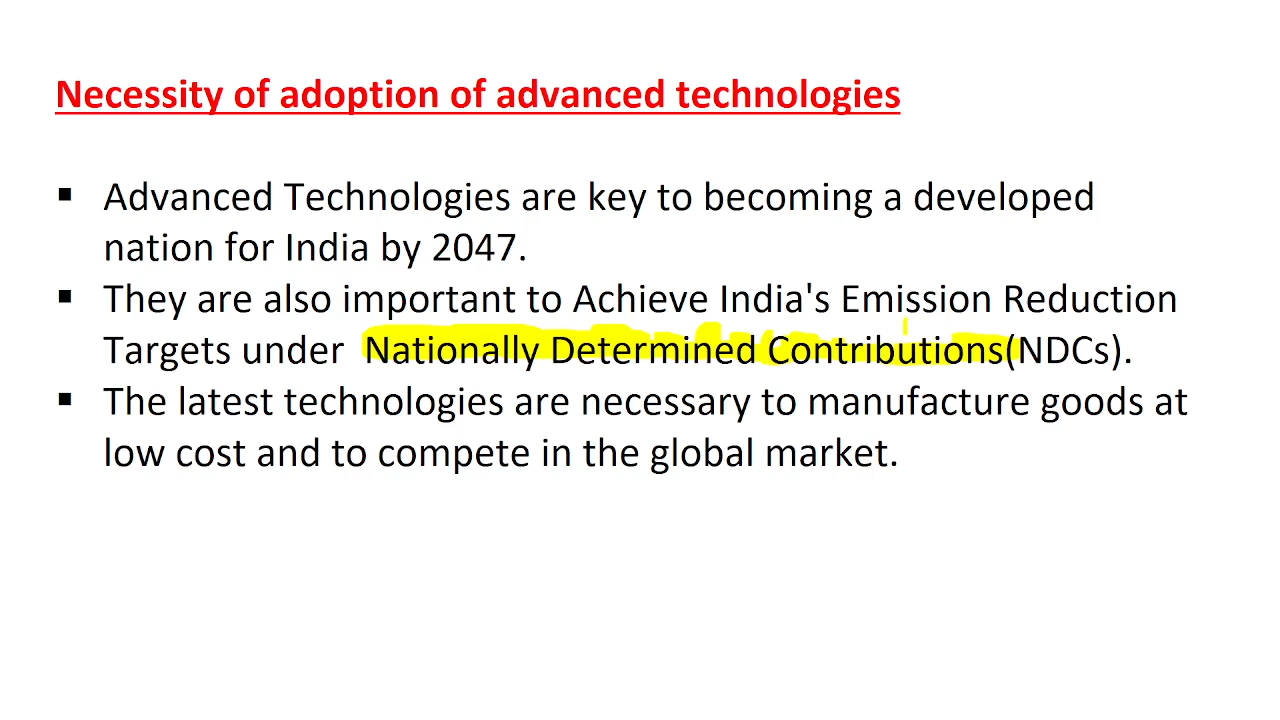 Necessity of adoption of advanced technologies
▪ Advanced Technologies are key to becoming a developed
nation for India by 2047.
▪ They are also important to Achieve India's Emission Reduction
Targets under Nationally Determined Contributions(NDCs).
▪ The latest technologies are necessary to manufacture goods at
low cost and to compete in the global market.